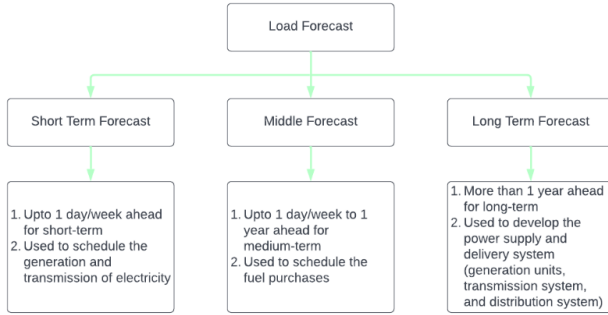 Load Forecast
Short Term Forecast
Middle Forecast
Long Term Forecast
1. Upto 1 day/week ahead
for short-term
2. Used to schedule the
generation and
transmission of electricity
1. Upto 1 day/week to 1
year ahead for
medium-term
2. Used to schedule the
fuel purchases
1. More than 1 year ahead
for long-term
2. Used to develop the
power supply and
delivery system
(generation units,
transmission system,
and distribution system)